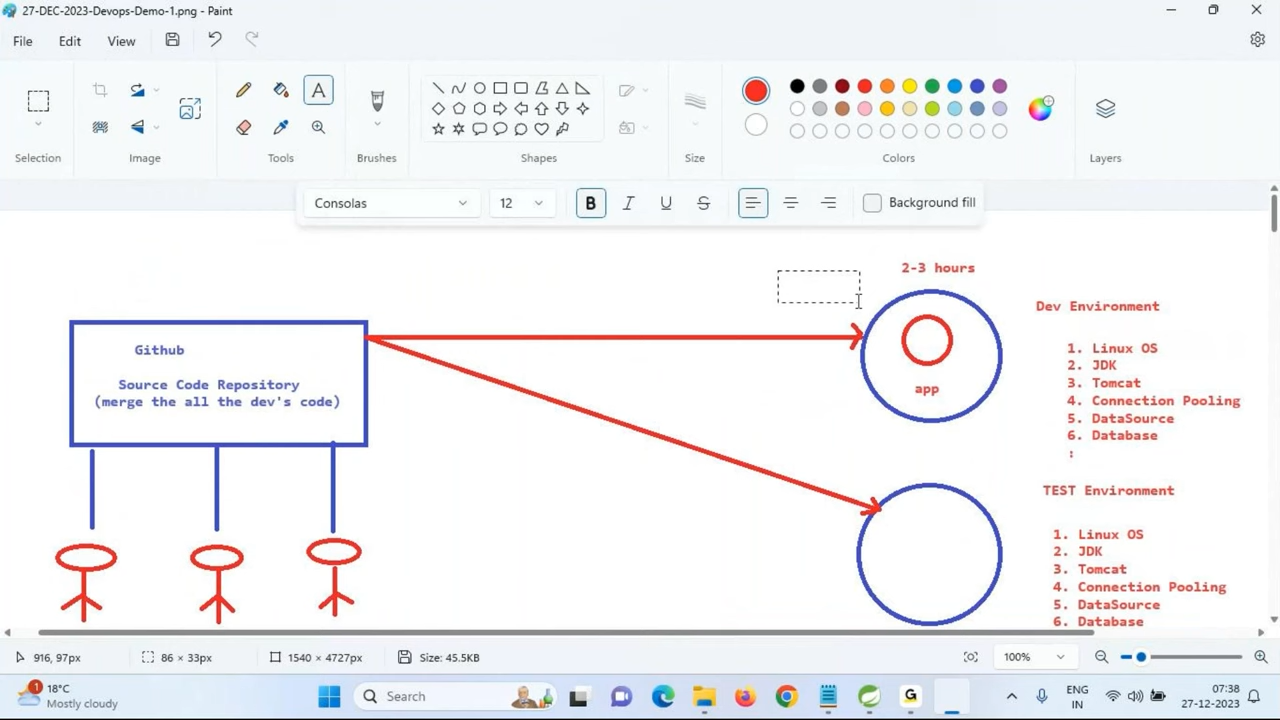 27-DEC-2023-Devops-Demo-1.png - Paint
File Edit View
Selection
Image
Tools
Brushes
Shapes
Size
Colors
Layers
Consolas
12
B I U S
Background fill
A
2-3 hours
Dev Environment
Github
Source Code Repository
(merge the all the dev's code)
app
1. Linux OS
2. JDK
3. Tomcat
4. Connection Pooling
5. DataSource
6. Database
:
TEST Environment
1. Linux OS
2. JDK
3. Tomcat
4. Connection Pooling
5. DataSource
6. Database
916, 97px
86 × 33px
1540 × 4727px
Size: 45.5KB
100%
1
18°C
Mostly cloudy
Search
G
ENG
IN
07:38
27-12-2023